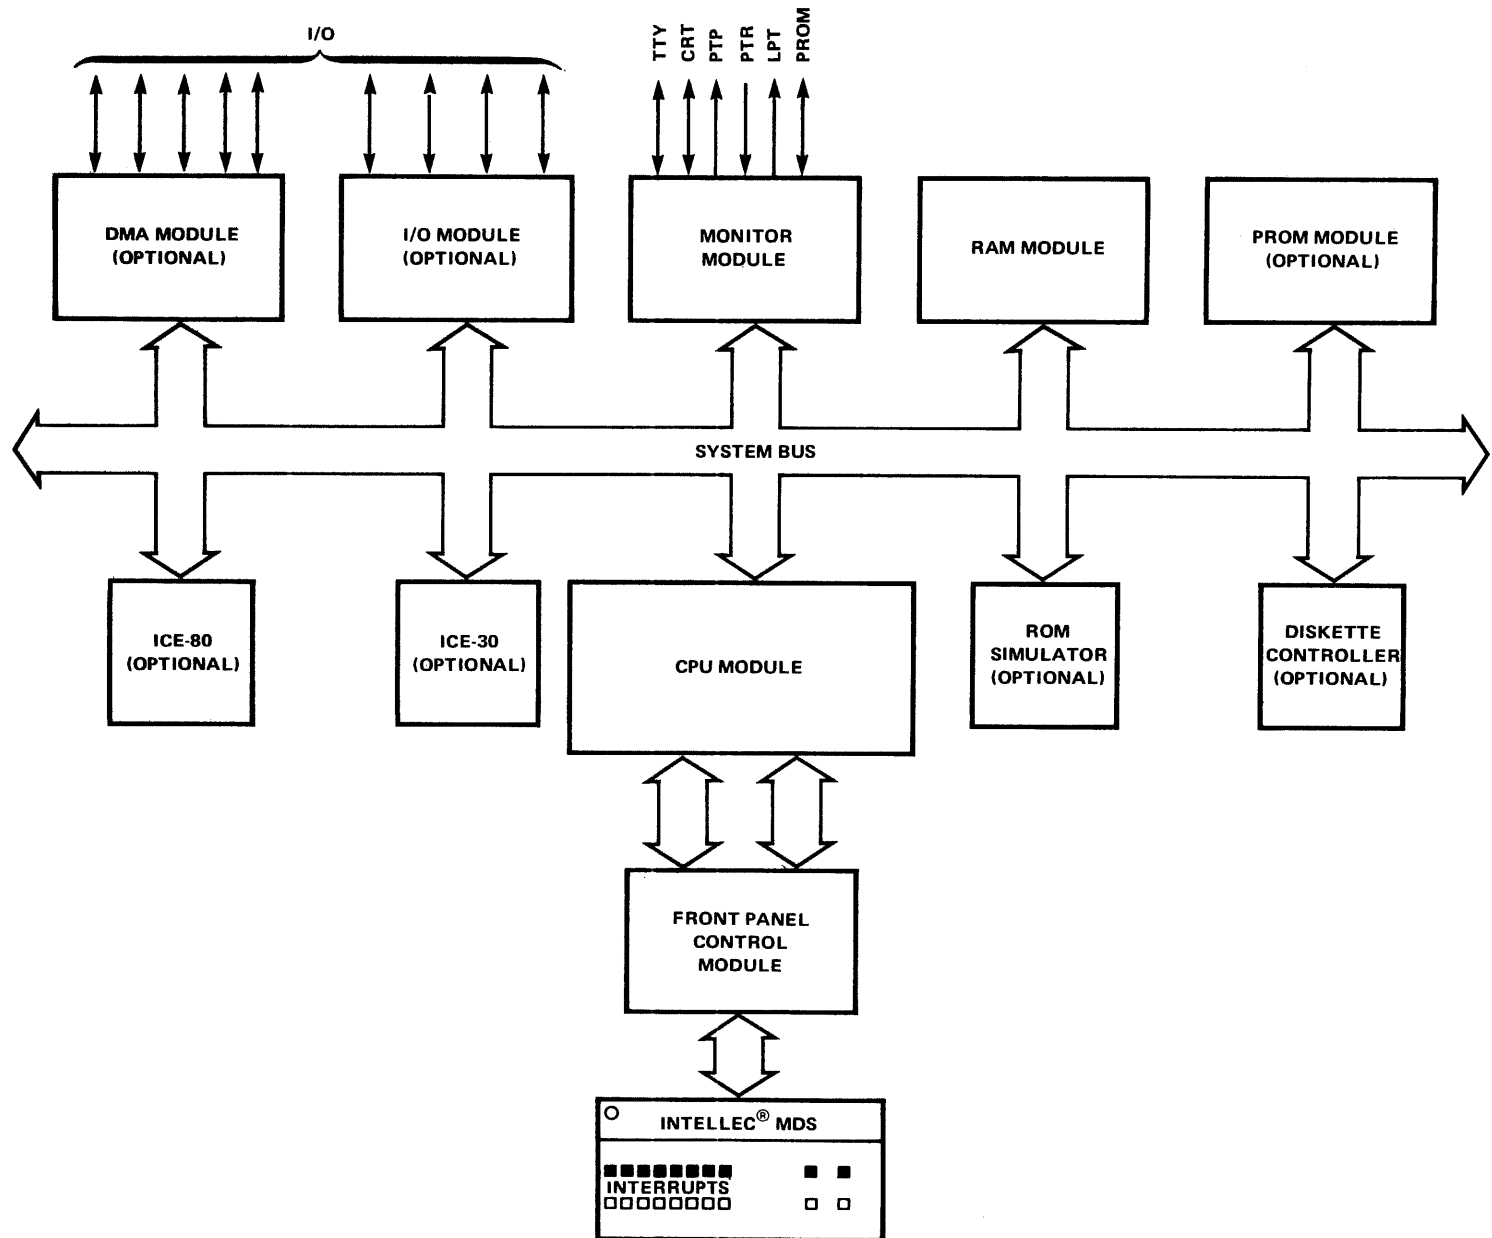 I/O
TTY
CRT
PTP
PTR
LPT
PROM
DMA MODULE
(OPTIONAL)
I/O MODULE
(OPTIONAL)
MONITOR
MODULE
RAM MODULE
PROM MODULE
(OPTIONAL)
SYSTEM BUS
ICE-80
(OPTIONAL)
ICE-30
(OPTIONAL)
CPU MODULE
ROM
SIMULATOR
(OPTIONAL)
DISKETTE
CONTROLLER
(OPTIONAL)
FRONT PANEL
CONTROL
MODULE
INTELLEC® MDS
INTERRUPTS